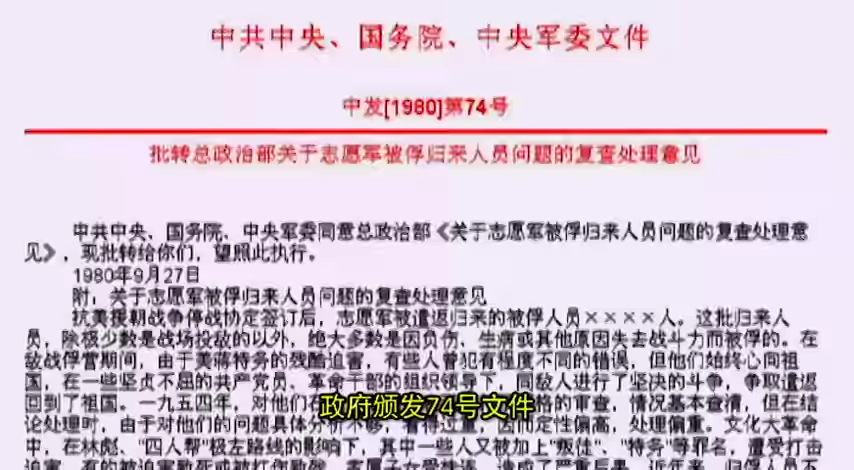 中共中央、国务院、中央军委文件
中发[1980]第74号
批转总政治部关于志愿军被俘归来人员问题的复查处理意见
中共中央、国务院、中央军委同意总政治部《关于志愿军被俘归来人员问题的复查处理意
见》，现批转给你们，望照此执行。
1980年9月27日
附：关于志愿军被俘归来人员问题的复查处理意见
抗美援朝战争停战协定签订后，志愿军被遣返归来的被俘人员××××人。这批归来人
员，除极少数是战场投敌的以外，绝大多数是因负伤、生病或其他原因失去战斗力而被俘的。在
敌战俘营期间，由于美蒋特务的残酷迫害，有些人曾犯有程度不同的错误，但他们始终心向祖
国，在一些坚贞不屈的共产党员、革命干部的组织领导下，同敌人进行了坚决的斗争，争取遣返
回到了祖国。一九五四年，对他们在
格的审查，情况基本查清，但在结
政府颁发74号文件
论处理时，由于对他们的问题具体分析不够，看得过重，因而定性偏高，处理偏重。文化大革命
中，在林彪、"四人帮"极左路线的影响下，其中一些人又被加上"叛徒"、"特务"等罪名，遭受打击